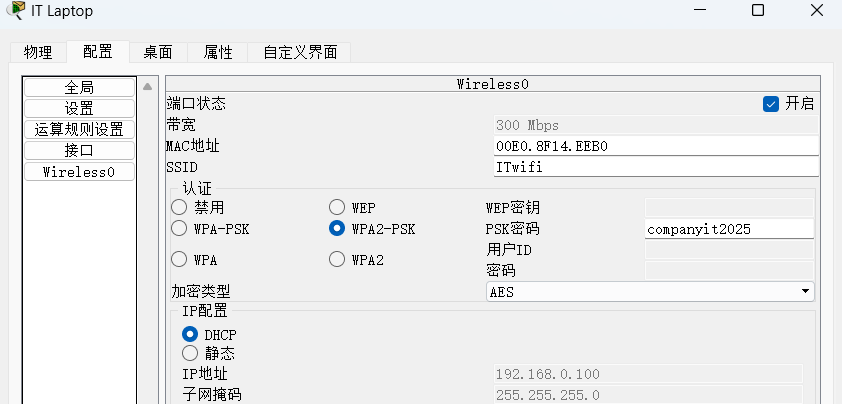 IT Laptop
物理 配置 桌面 属性 自定义界面
全局
设置
运算规则设置
接口
Wireless0
Wireless0
端口状态 开启
带宽 300 Mbps
MAC地址 00E0.8F14.EEB0
SSID ITwifi
认证
禁用 WEP WEP密钥
WPA-PSK WPA2-PSK PSK密码 companyit2025
用户ID
WPA WPA2
密码
加密类型 AES
IP配置
DHCP
静态
IP地址 192.168.0.100
子网掩码 255.255.255.0